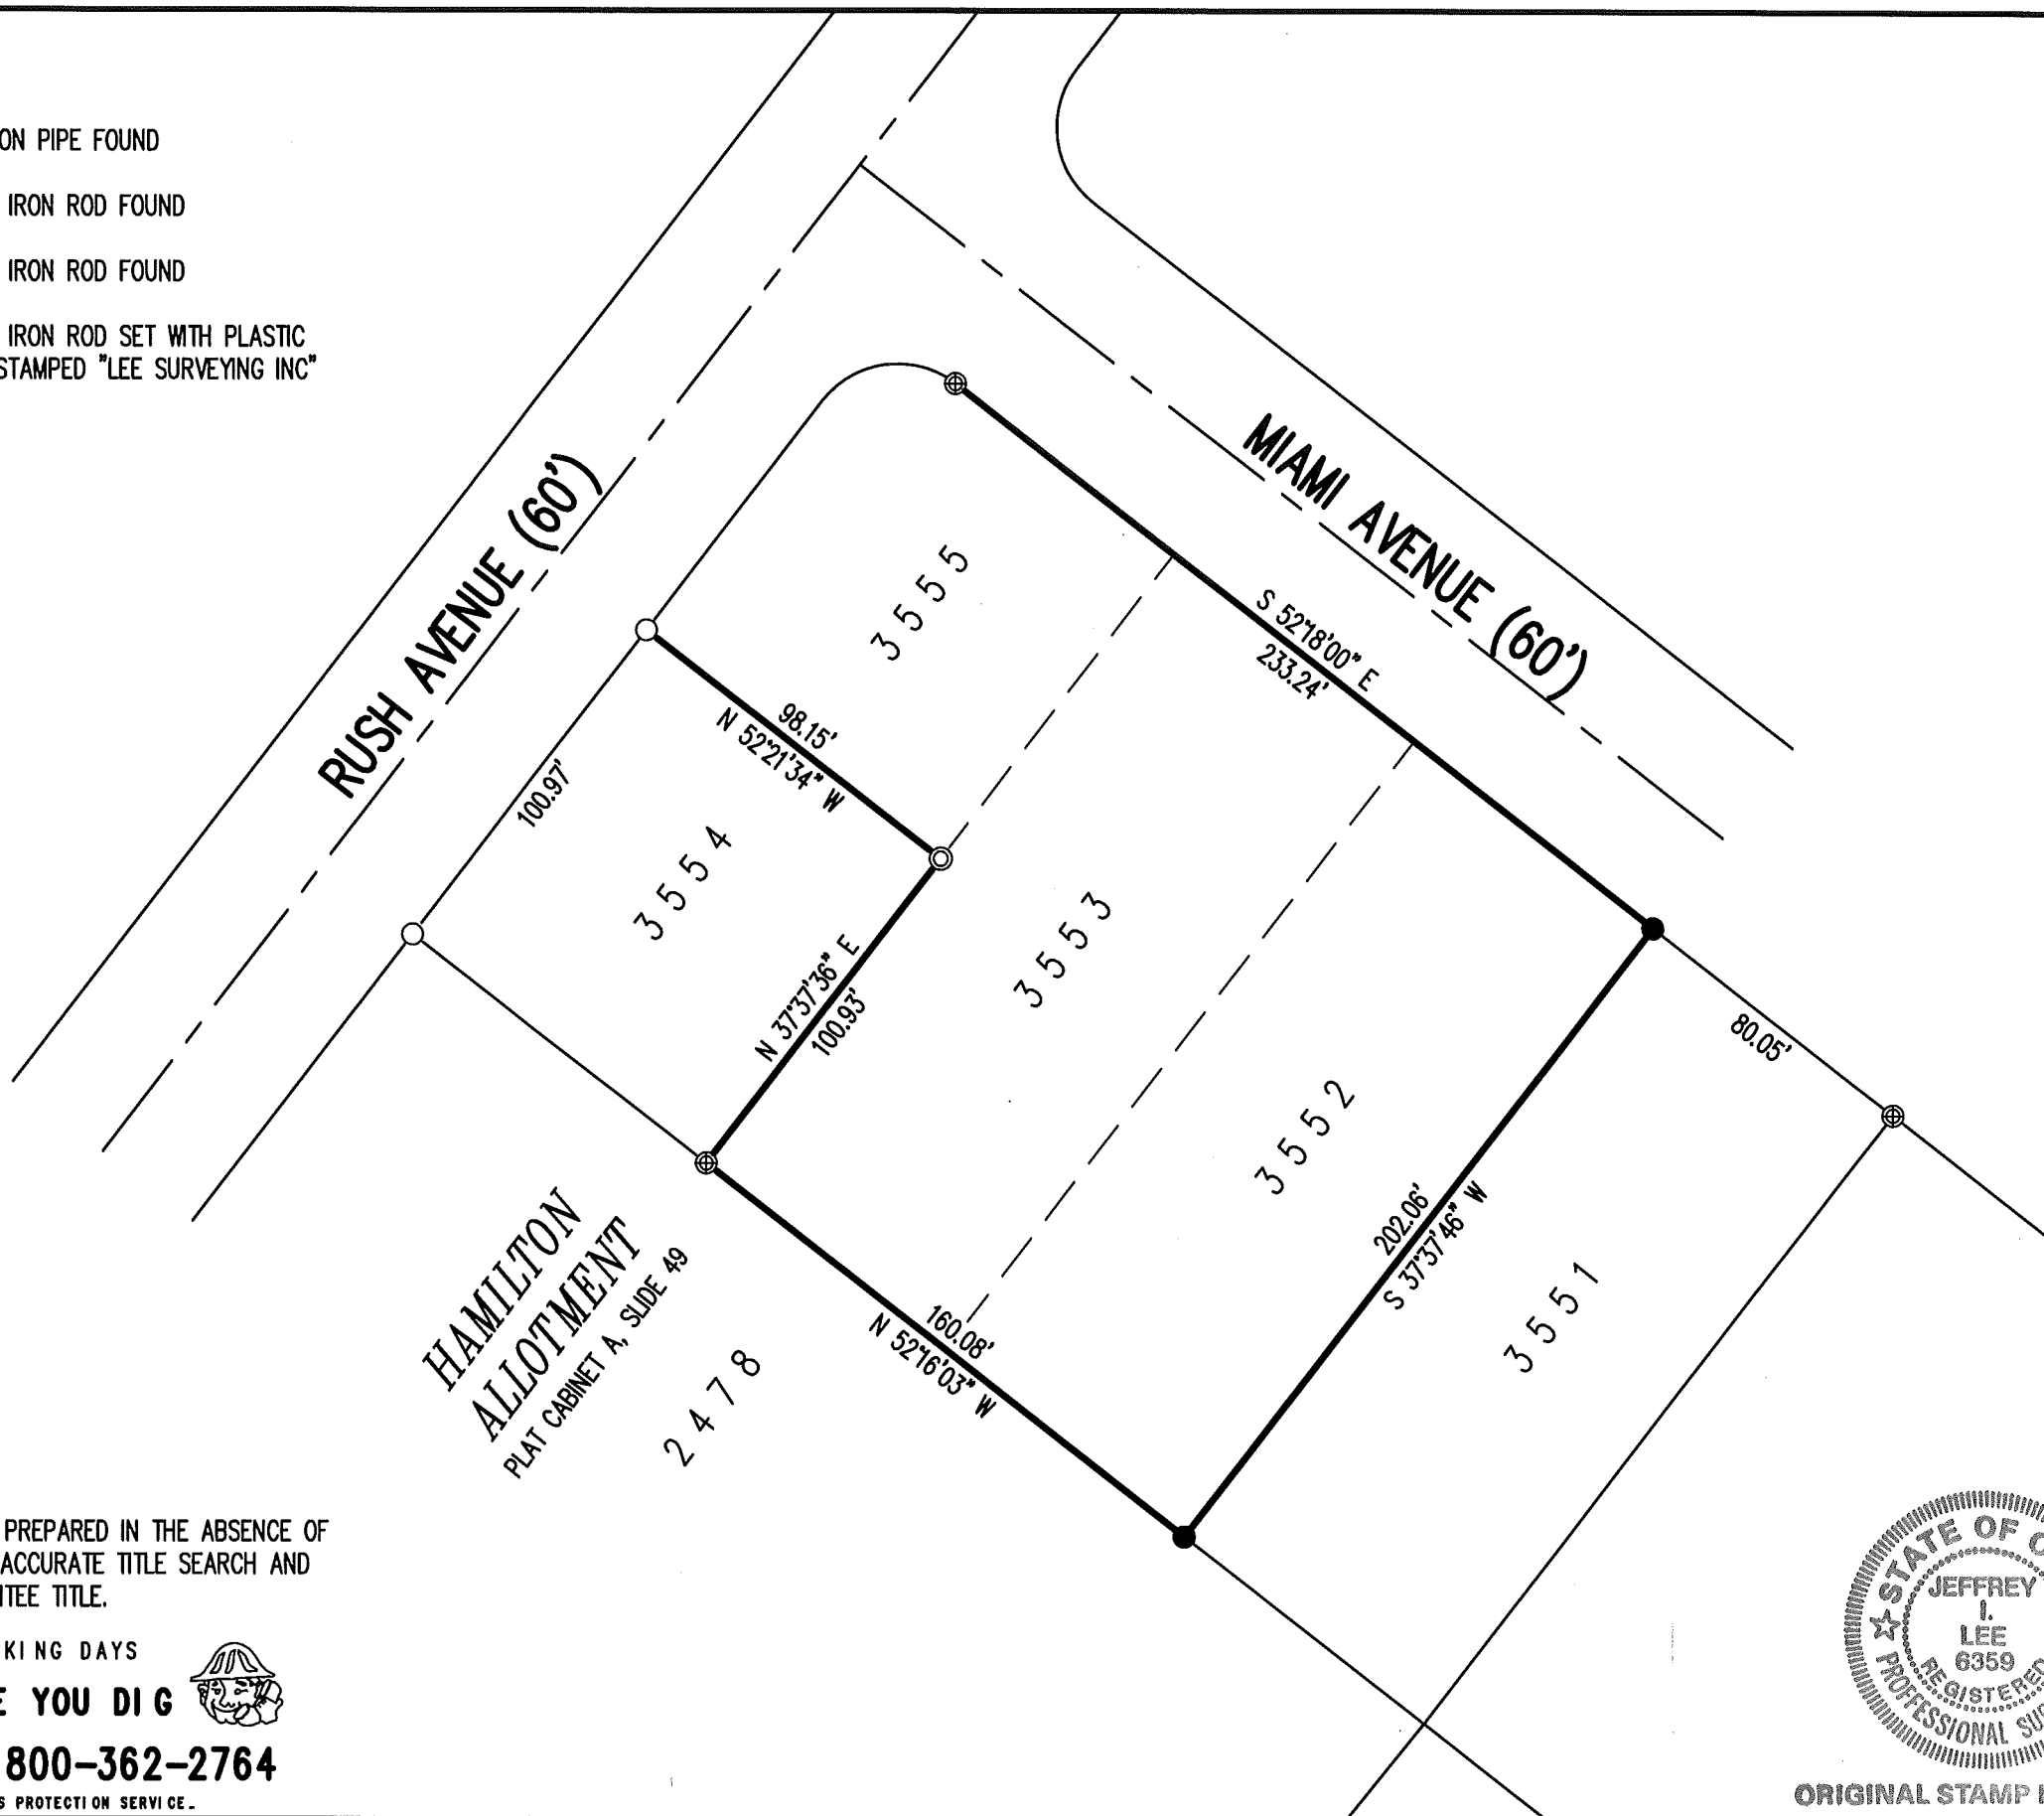 ON PIPE FOUND
IRON ROD FOUND
IRON ROD FOUND
IRON ROD SET WITH PLASTIC
STAMPED "LEE SURVEYING INC"
RUSH AVENUE (60')
MIAMI AVENUE (60')
S 52°18'00" E
233.24'
3555
98.15'
N 52°21'34" W
100.97'
3554
3553
N 37°37'36" E
100.93'
80.05'
3552
202.06'
S 37°37'46" W
3551
160.08'
N 52°16'03" W
HAMILTON
ALLOTMENT
PLAT CABINET A, SLIDE 49
2478
PREPARED IN THE ABSENCE OF
ACCURATE TITLE SEARCH AND
TEE TITLE.
KING DAYS
E YOU DIG
800-362-2764
S PROTECTION SERVICE.
STATE OF O
JEFFREY
I.
LEE
6359
REGISTERED
PROFESSIONAL SU
ORIGINAL STAMP